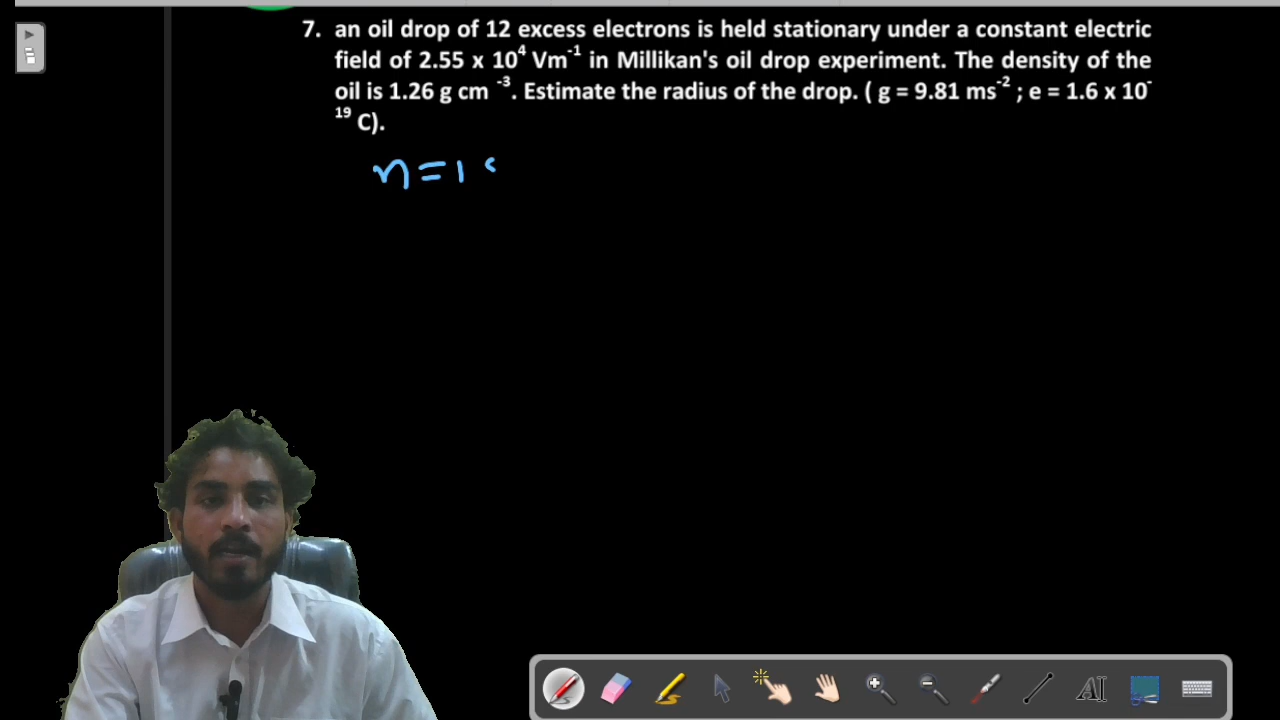 7. an oil drop of 12 excess electrons is held stationary under a constant electric
field of 2.55 x 10⁴ Vm⁻¹ in Millikan's oil drop experiment. The density of the
oil is 1.26 g cm ⁻³. Estimate the radius of the drop. ( g = 9.81 ms⁻² ; e = 1.6 x 10⁻
¹⁹ C).
n = 1
AI